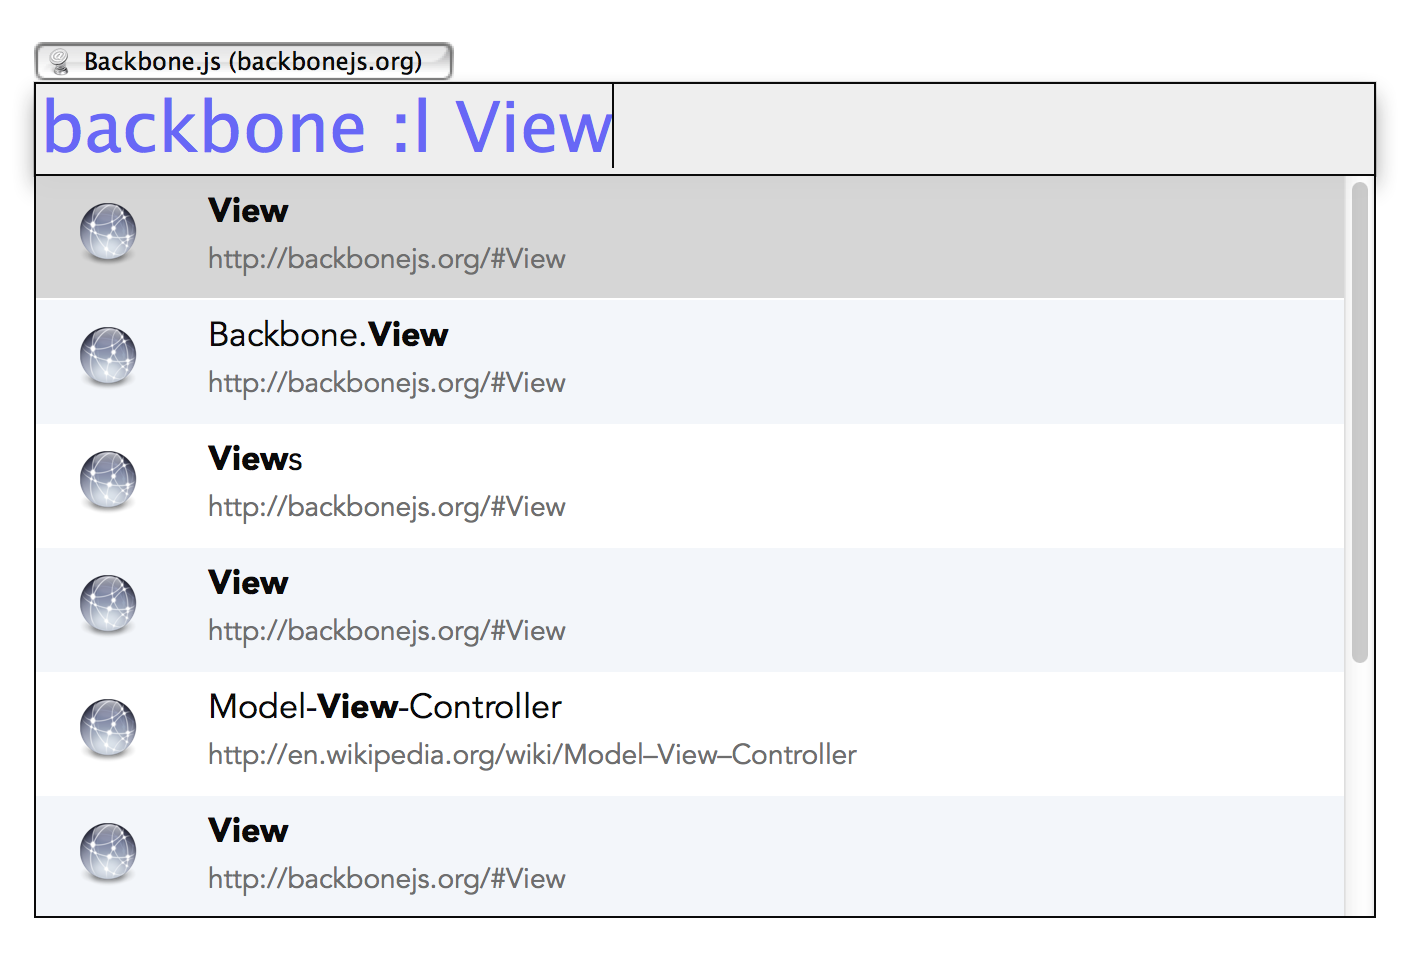 Backbone.js (backbonejs.org)
backbone :l View
View
http://backbonejs.org/#View
Backbone.View
http://backbonejs.org/#View
Views
http://backbonejs.org/#View
View
http://backbonejs.org/#View
Model-View-Controller
http://en.wikipedia.org/wiki/Model–View–Controller
View
http://backbonejs.org/#View